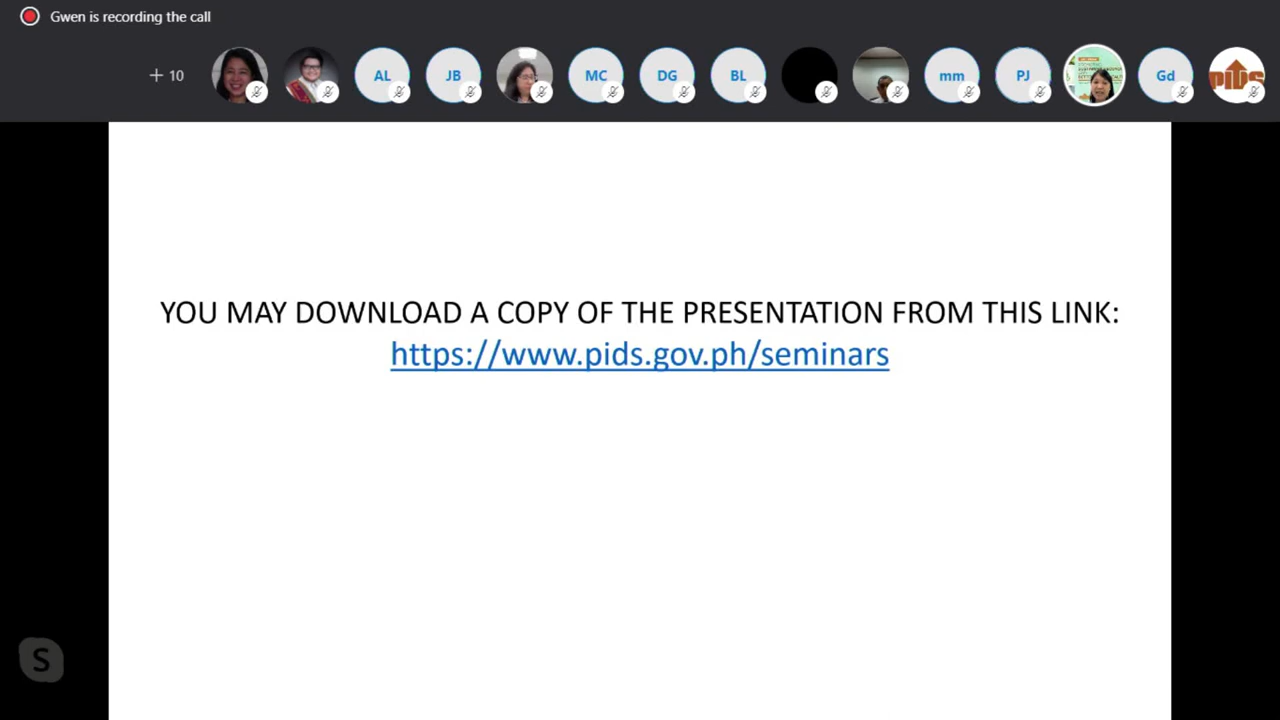 Gwen is recording the call
+ 10
AL
JB
MC
DG
BL
mm
PJ
Gd
PIDS
YOU MAY DOWNLOAD A COPY OF THE PRESENTATION FROM THIS LINK:
https://www.pids.gov.ph/seminars
S